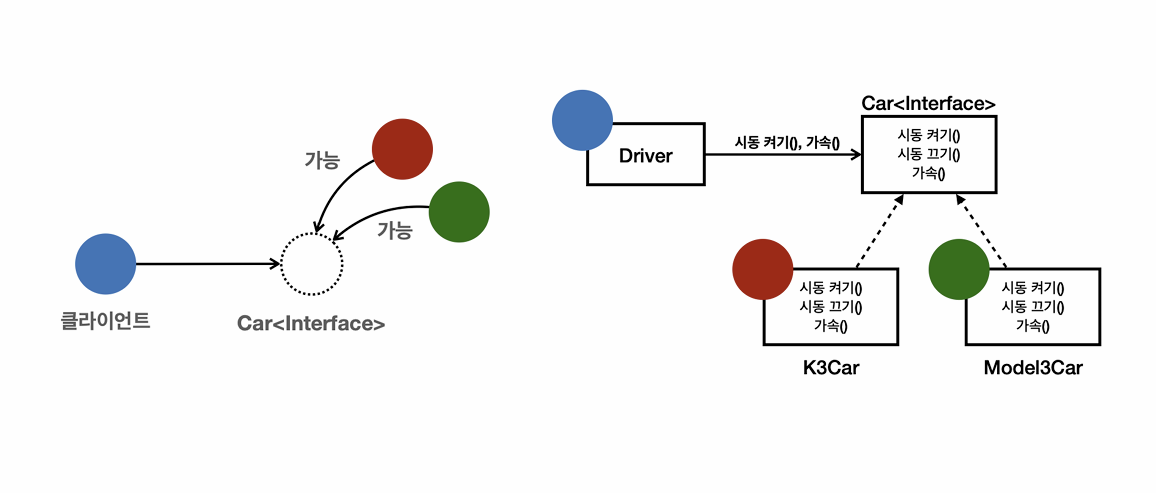 가능
가능
클라이언트
Car<Interface>
Driver
시동 켜기(), 가속()
Car<Interface>
시동 켜기()
시동 끄기()
가속()
시동 켜기()
시동 끄기()
가속()
K3Car
시동 켜기()
시동 끄기()
가속()
Model3Car